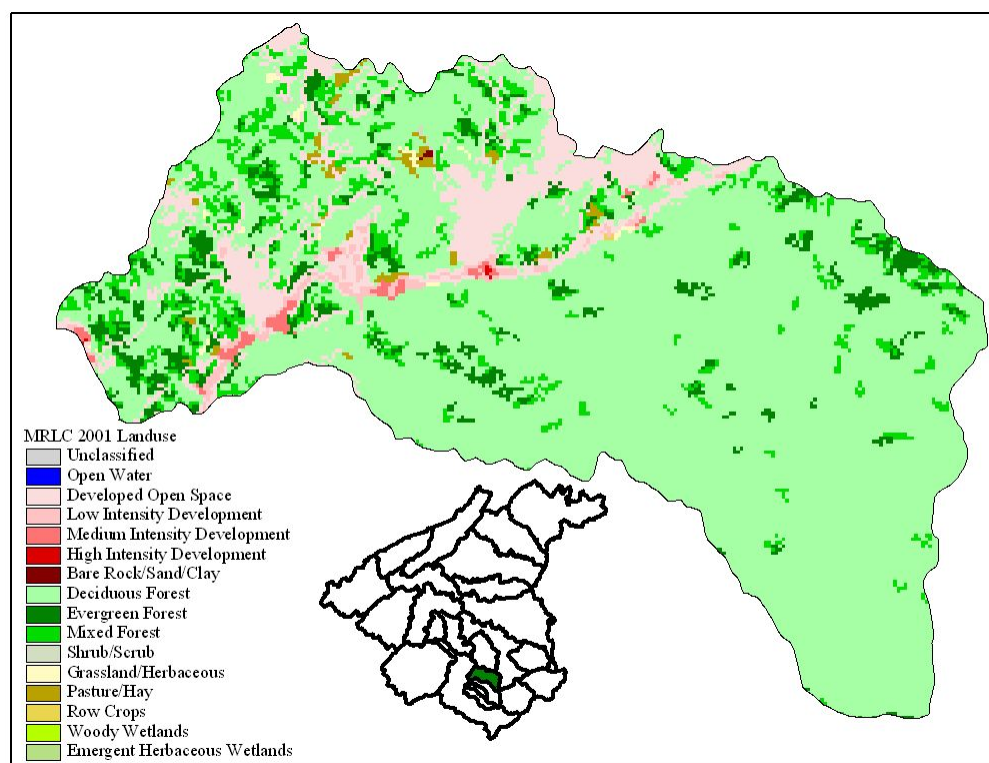 MRLC 2001 Landuse
Unclassified
Open Water
Developed Open Space
Low Intensity Development
Medium Intensity Development
High Intensity Development
Bare Rock/Sand/Clay
Deciduous Forest
Evergreen Forest
Mixed Forest
Shrub/Scrub
Grassland/Herbaceous
Pasture/Hay
Row Crops
Woody Wetlands
Emergent Herbaceous Wetlands